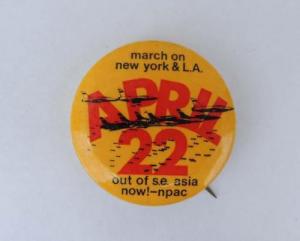 march on
new york & L.A.
APRIL
22
out of s.e. asia
now!–npac